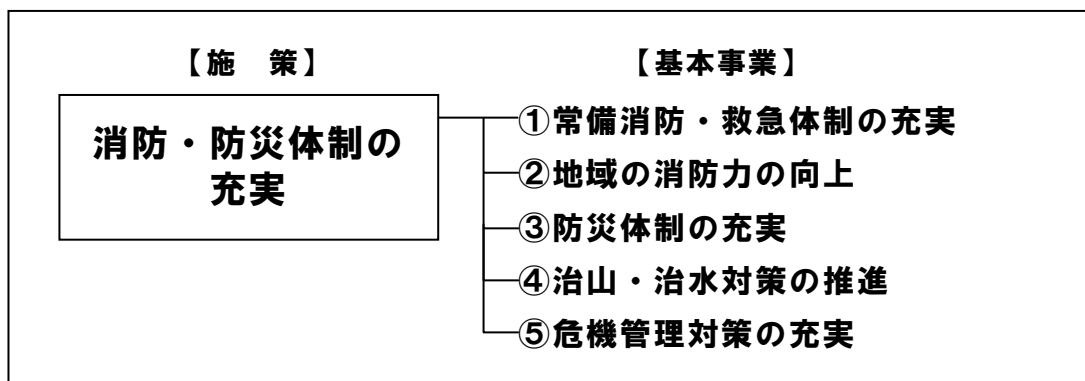 【施　策】
【基本事業】
消防・防災体制の
充実
①常備消防・救急体制の充実
②地域の消防力の向上
③防災体制の充実
④治山・治水対策の推進
⑤危機管理対策の充実